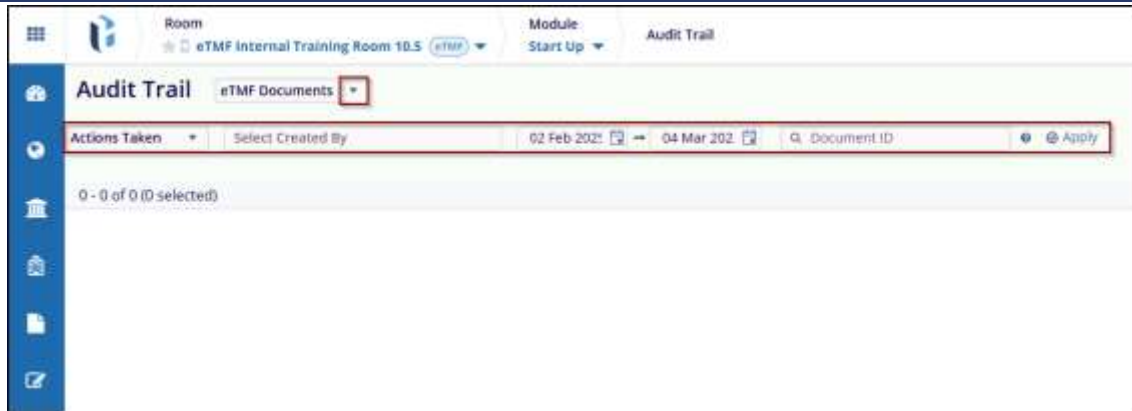 Room
eTMF Internal Training Room 10.5 eTMF
Module
Start Up
Audit Trail
Audit Trail
eTMF Documents
Actions Taken
Select Created By
02 Feb 202
04 Mar 202
Document ID
Apply
0 - 0 of 0 (0 selected)